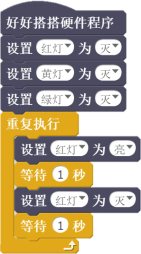 好好搭搭硬件程序
设置 红灯 为 灭
设置 黄灯 为 灭
设置 绿灯 为 灭
重复执行
设置 红灯 为 亮
等待 1 秒
设置 红灯 为 灭
等待 1 秒